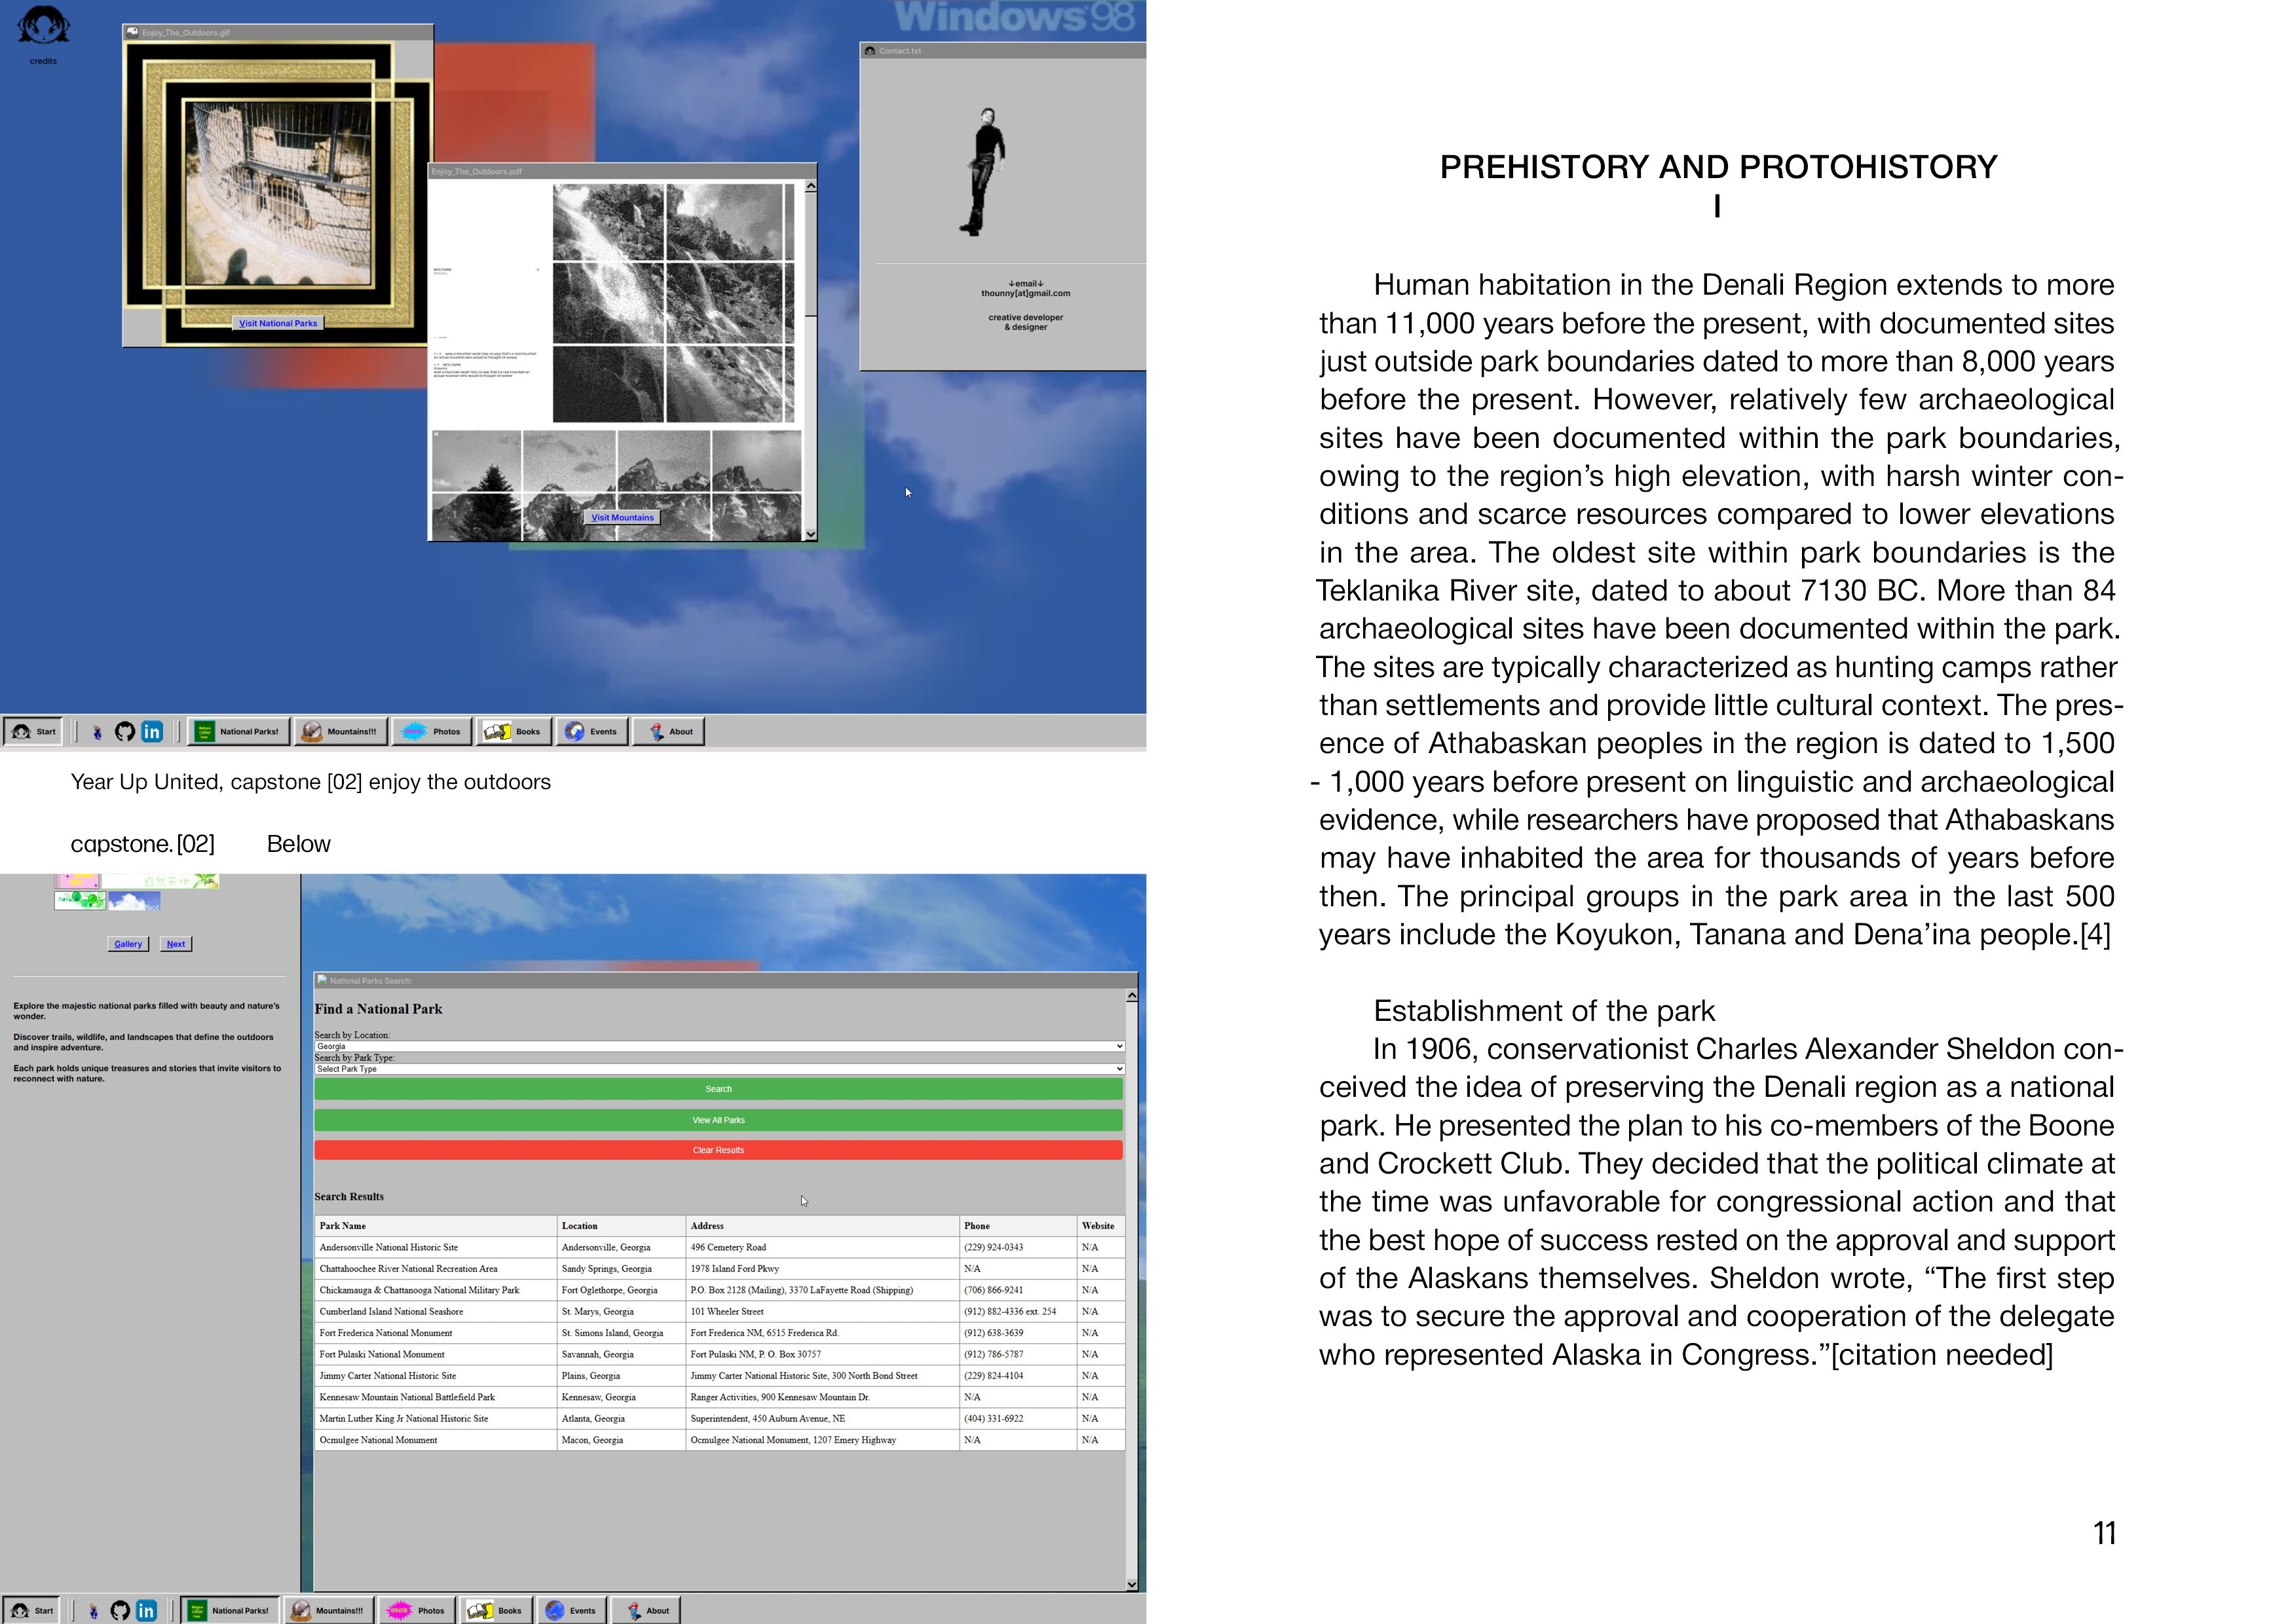 Windows 98
credits
Enjoy_The_Outdoors.gif
Visit National Parks
Enjoy_The_Outdoors.pdf
Visit Mountains
Contact.txt
↓email↓
thounny[at]gmail.com
creative developer
& designer
Start
in
National Parks!
Mountains!!!
Photos
Books
Events
About
Year Up United, capstone [02] enjoy the outdoors
capstone.[02] Below
Gallery
Next
Explore the majestic national parks filled with beauty and nature's
wonder.
Discover trails, wildlife, and landscapes that define the outdoors
and inspire adventure.
Each park holds unique treasures and stories that invite visitors to
reconnect with nature.
National Parks Search:
Find a National Park
Search by Location:
Georgia
Search by Park Type:
Select Park Type
Search
View All Parks
Clear Results
Search Results
Park Name Location Address Phone Website
Andersonville National Historic Site Andersonville, Georgia 496 Cemetery Road (229) 924-0343 N/A
Chattahoochee River National Recreation Area Sandy Springs, Georgia 1978 Island Ford Pkwy N/A N/A
Chickamauga & Chattanooga National Military Park Fort Oglethorpe, Georgia P.O. Box 2128 (Mailing), 3370 LaFayette Road (Shipping) (706) 866-9241 N/A
Cumberland Island National Seashore St. Marys, Georgia 101 Wheeler Street (912) 882-4336 ext. 254 N/A
Fort Frederica National Monument St. Simons Island, Georgia Fort Frederica NM, 6515 Frederica Rd. (912) 638-3639 N/A
Fort Pulaski National Monument Savannah, Georgia Fort Pulaski NM, P. O. Box 30757 (912) 786-5787 N/A
Jimmy Carter National Historic Site Plains, Georgia Jimmy Carter National Historic Site, 300 North Bond Street (229) 824-4104 N/A
Kennesaw Mountain National Battlefield Park Kennesaw, Georgia Ranger Activities, 900 Kennesaw Mountain Dr. N/A N/A
Martin Luther King Jr National Historic Site Atlanta, Georgia Superintendent, 450 Auburn Avenue, NE (404) 331-6922 N/A
Ocmulgee National Monument Macon, Georgia Ocmulgee National Monument, 1207 Emery Highway N/A N/A
Start
in
National Parks!
Mountains!!!
Photos
Books
Events
About
PREHISTORY AND PROTOHISTORY
I
Human habitation in the Denali Region extends to more
than 11,000 years before the present, with documented sites
just outside park boundaries dated to more than 8,000 years
before the present. However, relatively few archaeological
sites have been documented within the park boundaries,
owing to the region’s high elevation, with harsh winter con-
ditions and scarce resources compared to lower elevations
in the area. The oldest site within park boundaries is the
Teklanika River site, dated to about 7130 BC. More than 84
archaeological sites have been documented within the park.
The sites are typically characterized as hunting camps rather
than settlements and provide little cultural context. The pres-
ence of Athabaskan peoples in the region is dated to 1,500
- 1,000 years before present on linguistic and archaeological
evidence, while researchers have proposed that Athabaskans
may have inhabited the area for thousands of years before
then. The principal groups in the park area in the last 500
years include the Koyukon, Tanana and Dena’ina people.[4]
Establishment of the park
In 1906, conservationist Charles Alexander Sheldon con-
ceived the idea of preserving the Denali region as a national
park. He presented the plan to his co-members of the Boone
and Crockett Club. They decided that the political climate at
the time was unfavorable for congressional action and that
the best hope of success rested on the approval and support
of the Alaskans themselves. Sheldon wrote, “The first step
was to secure the approval and cooperation of the delegate
who represented Alaska in Congress.”[citation needed]
11